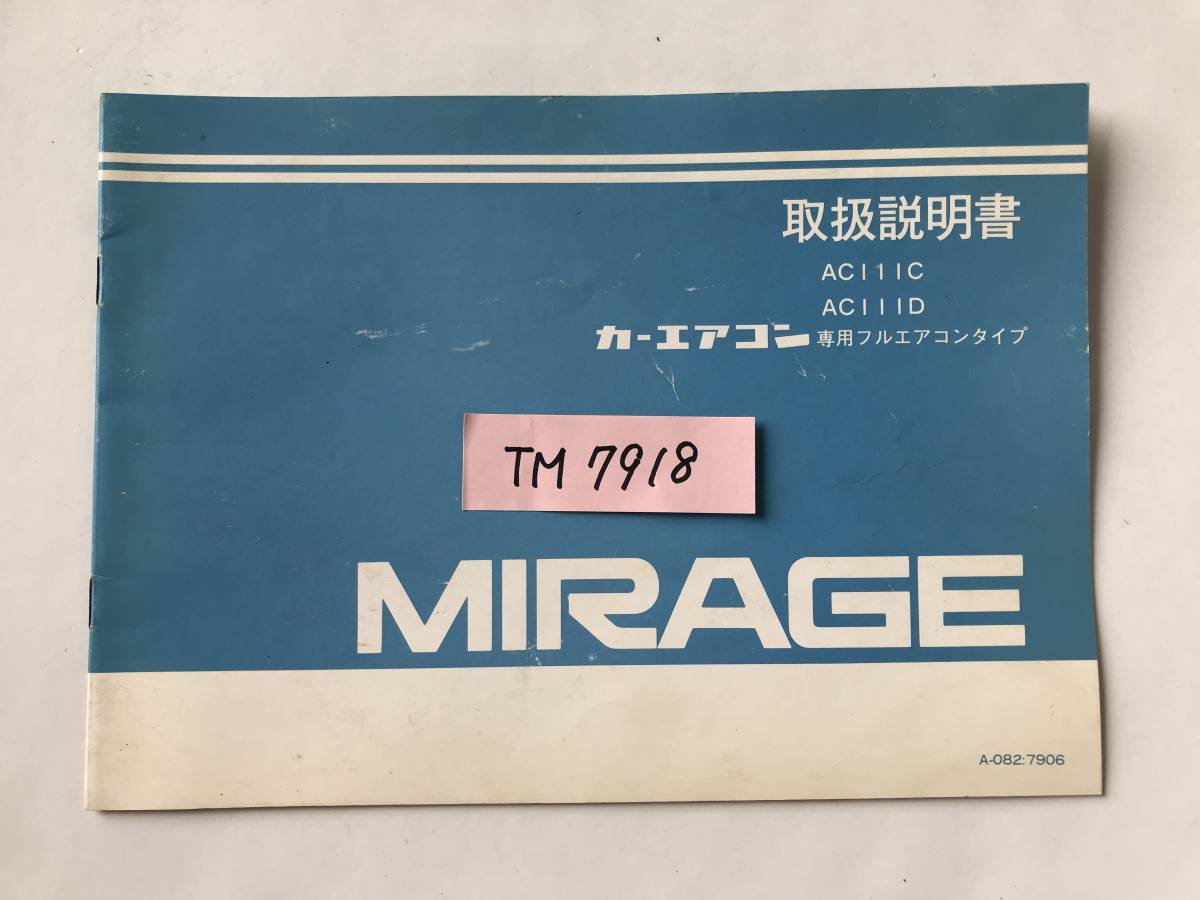 取扱説明書
AC111C
AC111D
カーエアコン専用フルエアコンタイプ
TM 7918
MIRAGE
A-082:7906